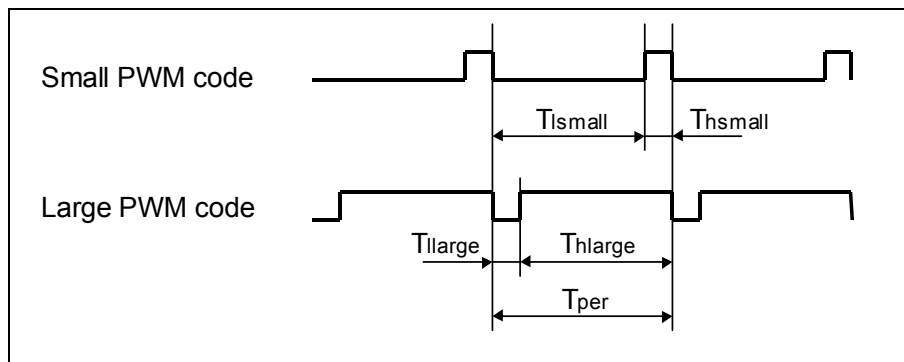 Small PWM code
Tlsmall
Thsmall
Large PWM code
Tllarge
Thlarge
Tper